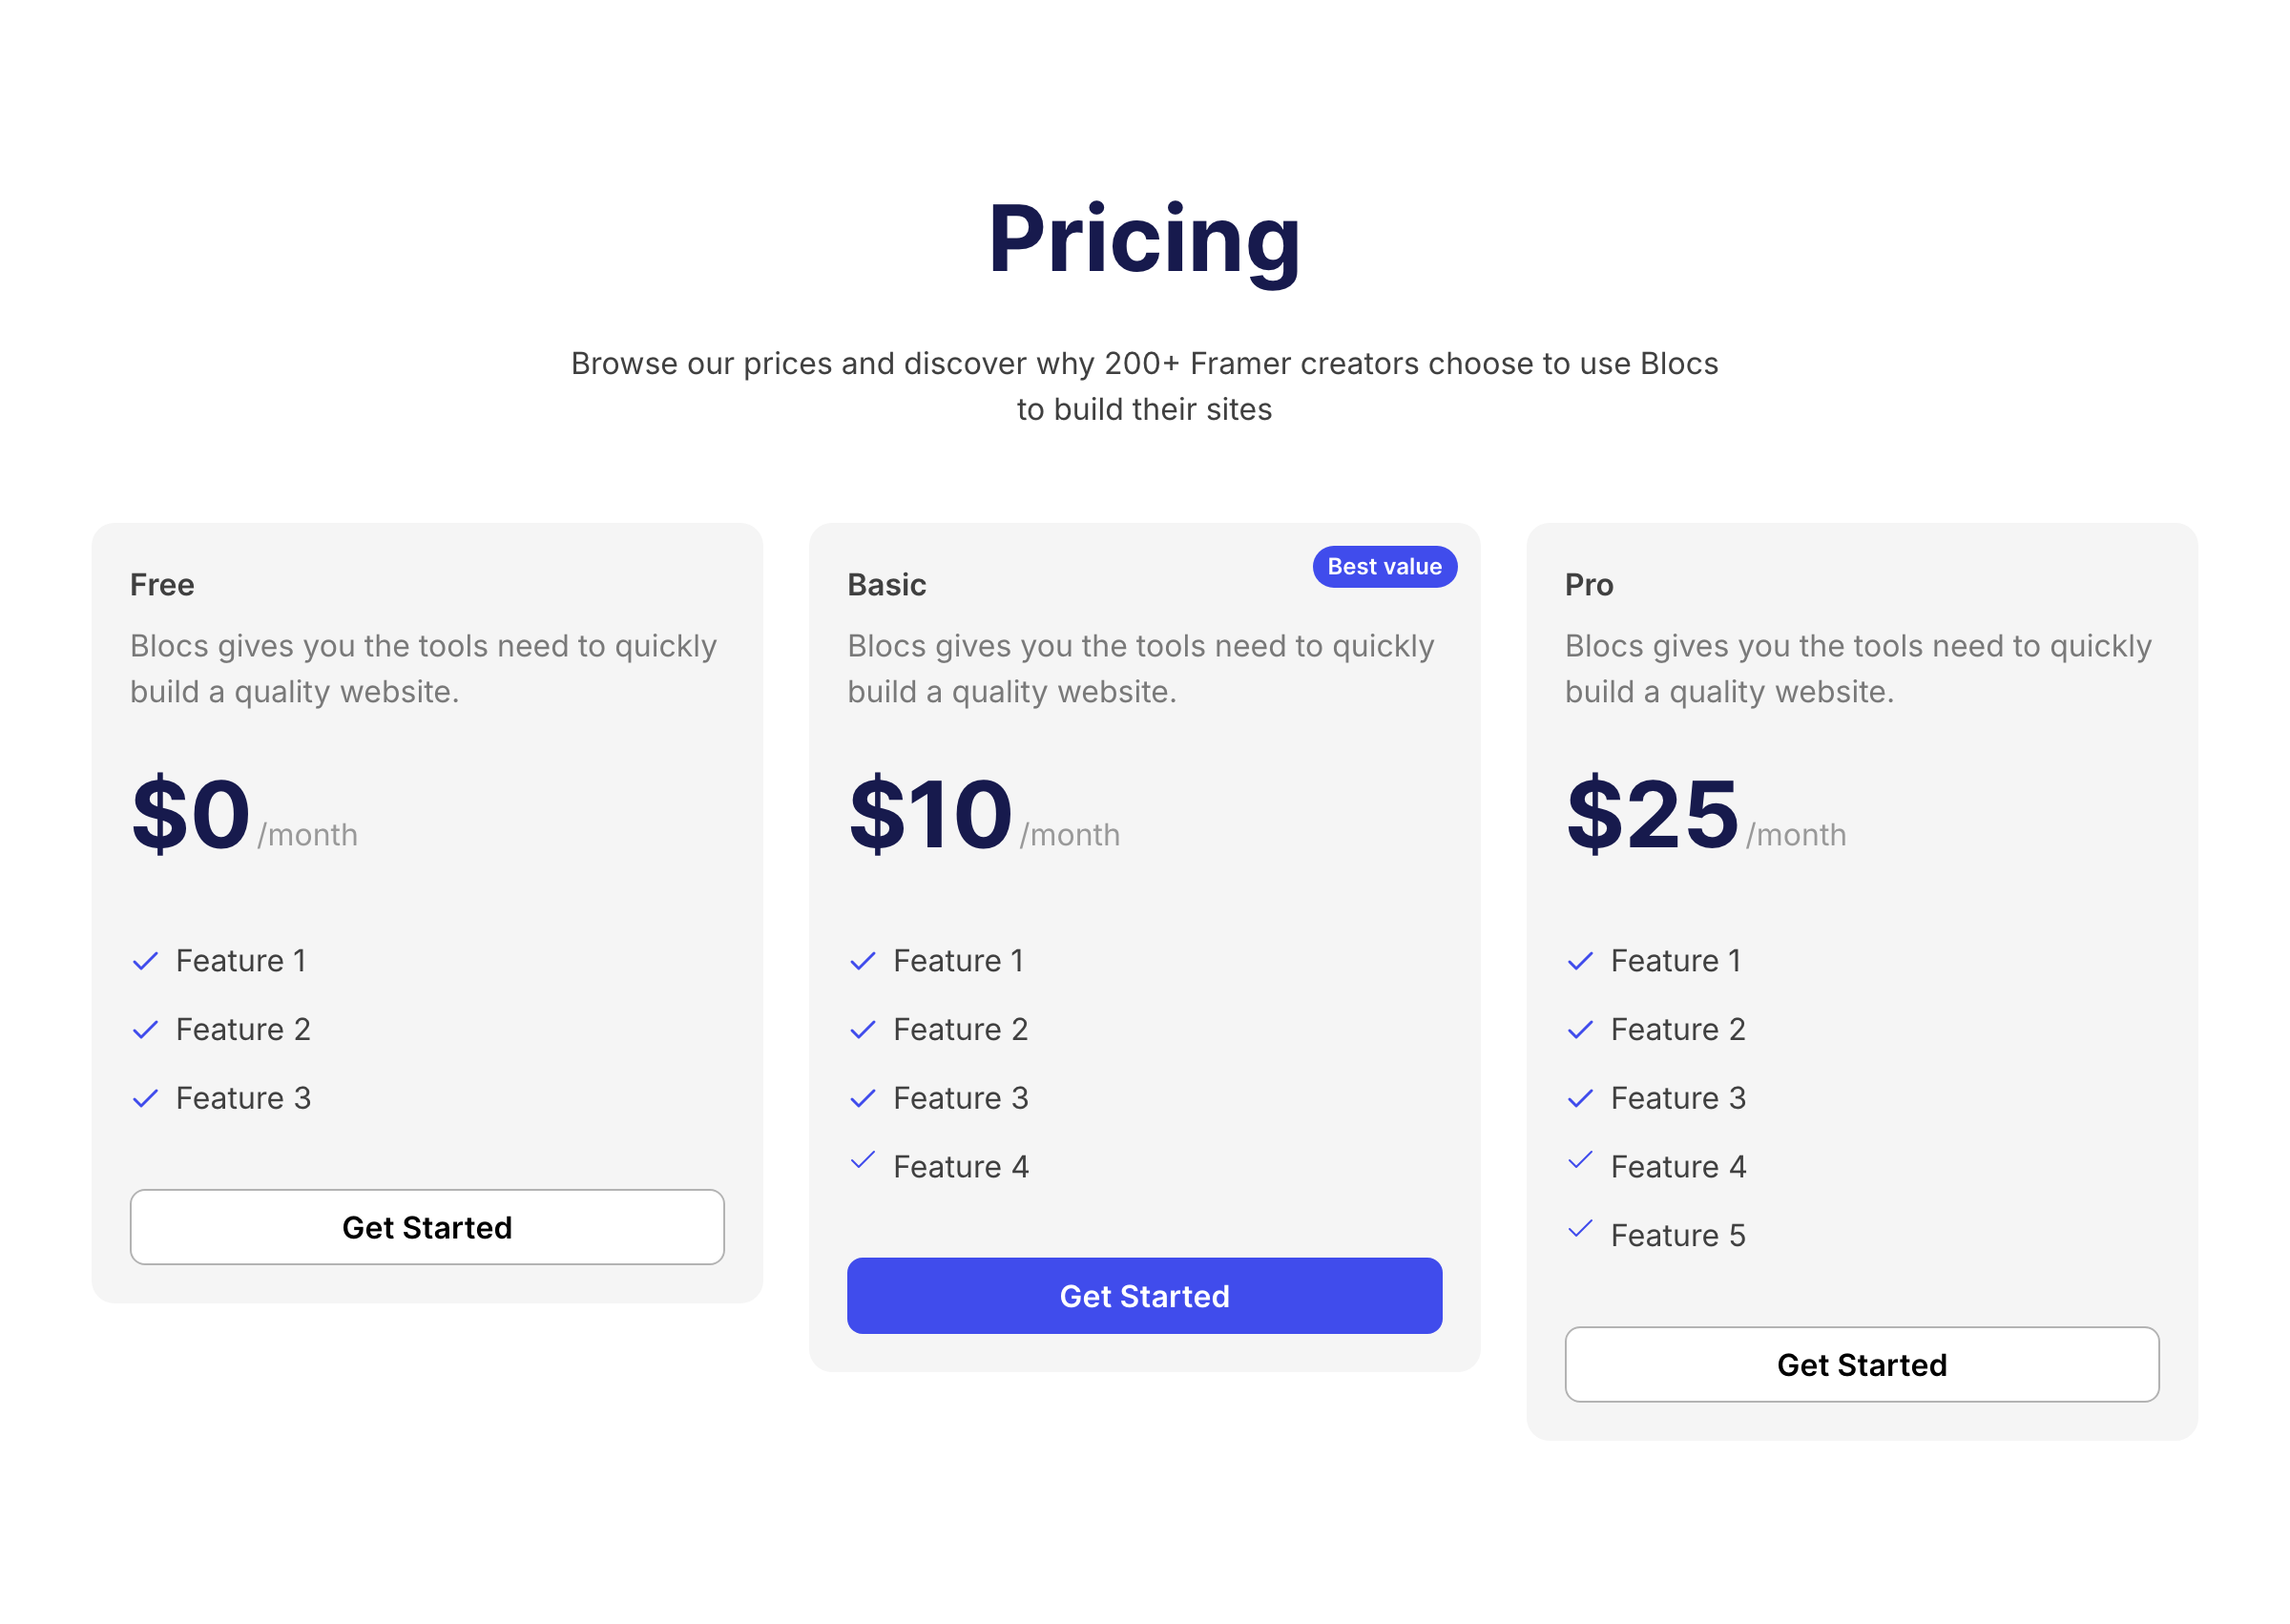 Pricing
Browse our prices and discover why 200+ Framer creators choose to use Blocs
to build their sites
Free
Blocs gives you the tools need to quickly
build a quality website.
$0 /month
Feature 1
Feature 2
Feature 3
Get Started
Basic
Best value
Blocs gives you the tools need to quickly
build a quality website.
$10 /month
Feature 1
Feature 2
Feature 3
Feature 4
Get Started
Pro
Blocs gives you the tools need to quickly
build a quality website.
$25 /month
Feature 1
Feature 2
Feature 3
Feature 4
Feature 5
Get Started